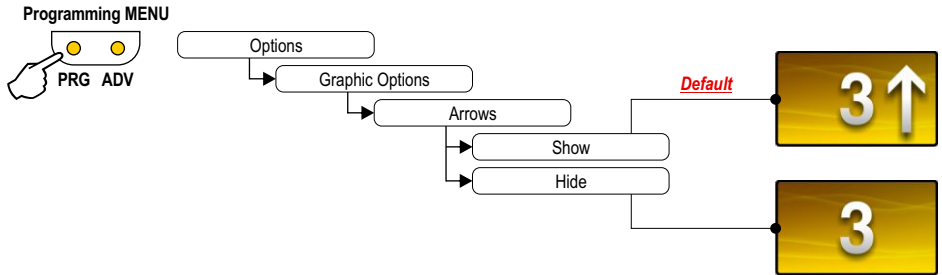 Programming MENU
PRG ADV
Options
Graphic Options
Arrows
Show
Hide
Default
3↑
3